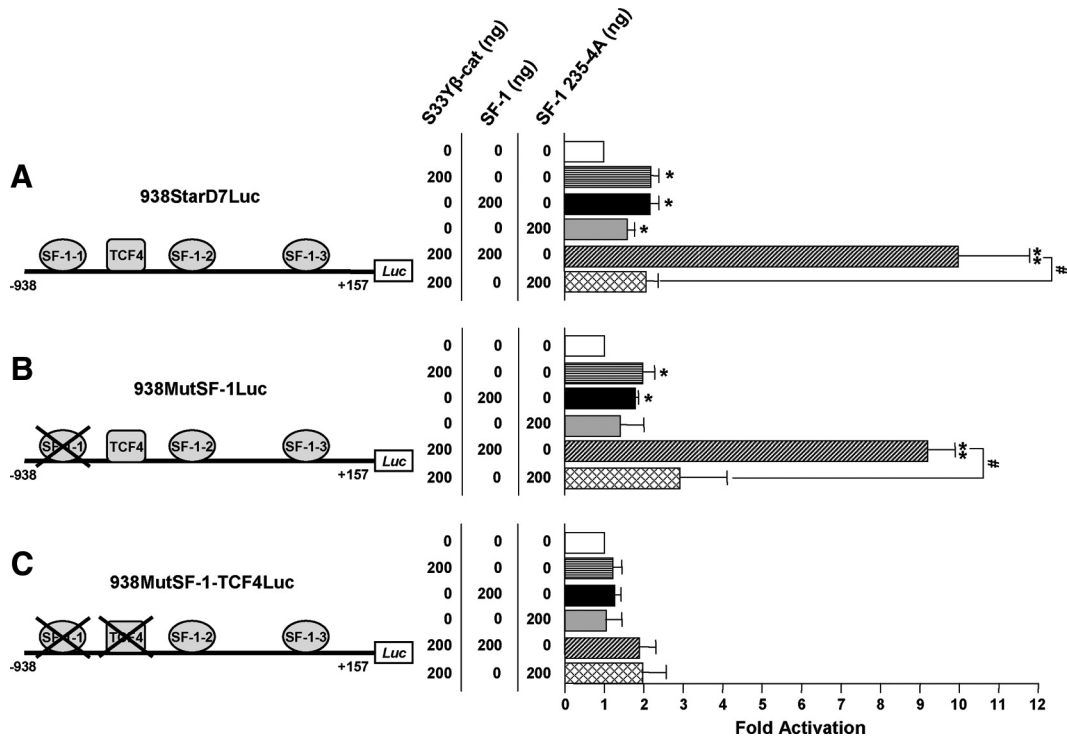 S33Yβ-cat (ng) SF-1 (ng) SF-1 235-4A (ng)
A
938StarD7Luc
SF-1-1 TCF4 SF-1-2 SF-1-3 Luc
-938 +157
0 0 0
200 0 0 *
0 200 0 *
0 0 200 *
200 200 0 **
200 0 200
#
B
938MutSF-1Luc
SF-1-1 TCF4 SF-1-2 SF-1-3 Luc
-938 +157
0 0 0
200 0 0 *
0 200 0 *
0 0 200
200 200 0 **
200 0 200
#
C
938MutSF-1-TCF4Luc
SF-1-1 TCF4 SF-1-2 SF-1-3 Luc
-938 +157
0 0 0
200 0 0
0 200 0
0 0 200
200 200 0
200 0 200
0 1 2 3 4 5 6 7 8 9 10 11 12
Fold Activation